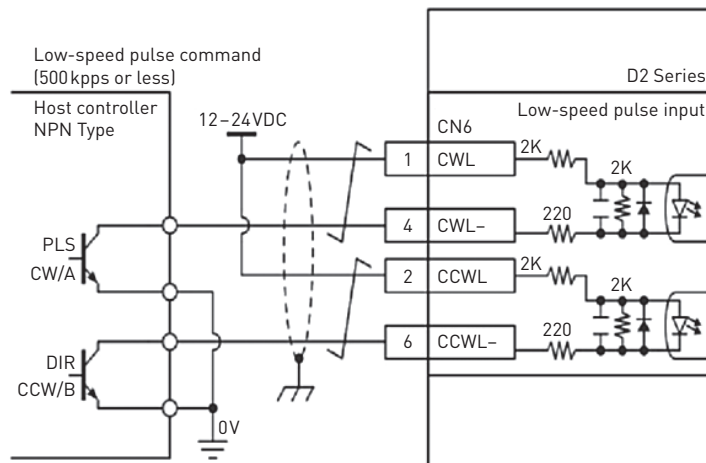 Low-speed pulse command
(500 kpps or less)
D2 Series
Host controller
NPN Type
12–24VDC
Low-speed pulse input
CN6
1 CWL 2K
2K
4 CWL– 220
PLS
CW/A
2 CCWL 2K
2K
6 CCWL– 220
DIR
CCW/B
0V